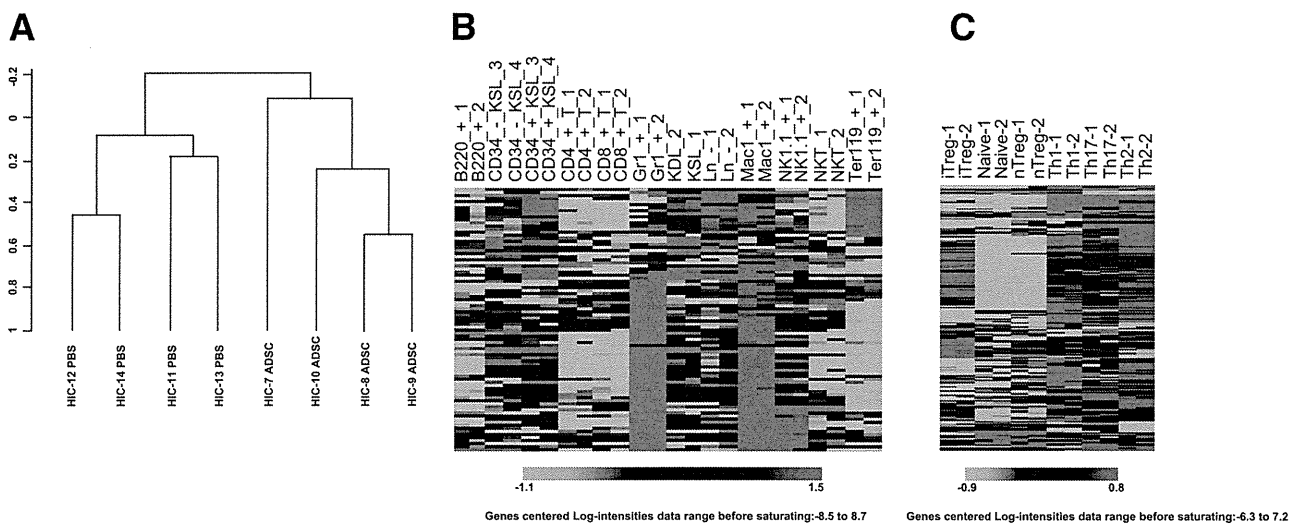 A
B
C
-0.2
0
0.2
0.4
0.6
0.8
1
HIC-12 PBS
HIC-14 PBS
HIC-11 PBS
HIC-13 PBS
HIC-7 ADSC
HIC-10 ADSC
HIC-8 ADSC
HIC-9 ADSC
B220_+_1
B220_+_2
CD34_-_KSL_3
CD34_-_KSL_4
CD34_+_KSL_3
CD34_+_KSL_4
CD4_+_T_1
CD4_+_T_2
CD8_+_T_1
CD8_+_T_2
Gr1_+_1
Gr1_+_2
KDL_2
KSL_1
Ln_-_1
Ln_-_2
Mac1_+_1
Mac1_+_2
NK1.1_+_1
NK1.1_+_2
NKT_1
NKT_2
Ter119_+_1
Ter119_+_2
-1.1
1.5
Genes centered Log-intensities data range before saturating:-8.5 to 8.7
iTreg-1
iTreg-2
Naive-1
Naive-2
nTreg-1
nTreg-2
Th1-1
Th1-2
Th17-1
Th17-2
Th2-1
Th2-2
-0.9
0.8
Genes centered Log-intensities data range before saturating:-6.3 to 7.2